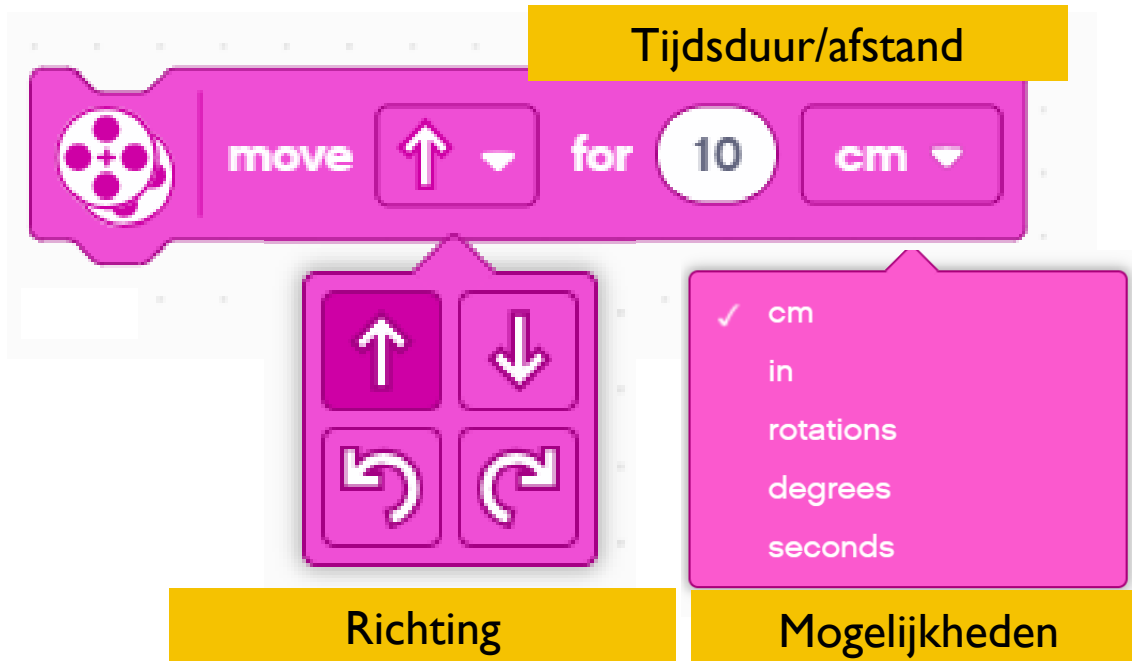 Tijdsduur/afstand
move for 10 cm
cm
in
rotations
degrees
seconds
Richting
Mogelijkheden